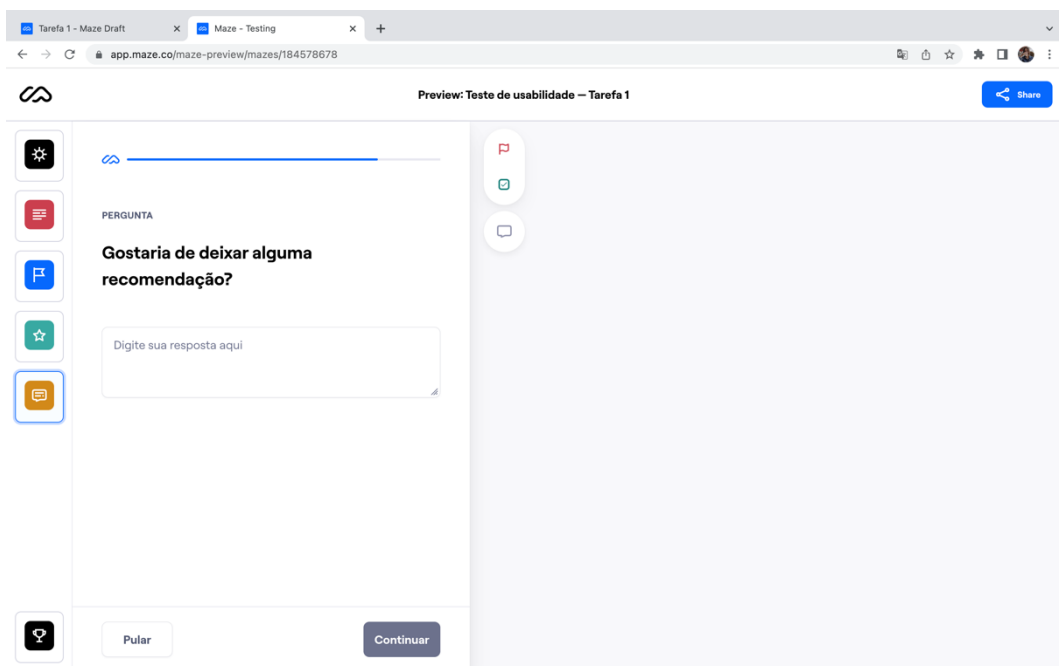 Tarefa 1 - Maze Draft
Maze - Testing
app.maze.co/maze-preview/mazes/184578678
Preview: Teste de usabilidade — Tarefa 1
Share
PERGUNTA
Gostaria de deixar alguma
recomendação?
Digite sua resposta aqui
Pular
Continuar